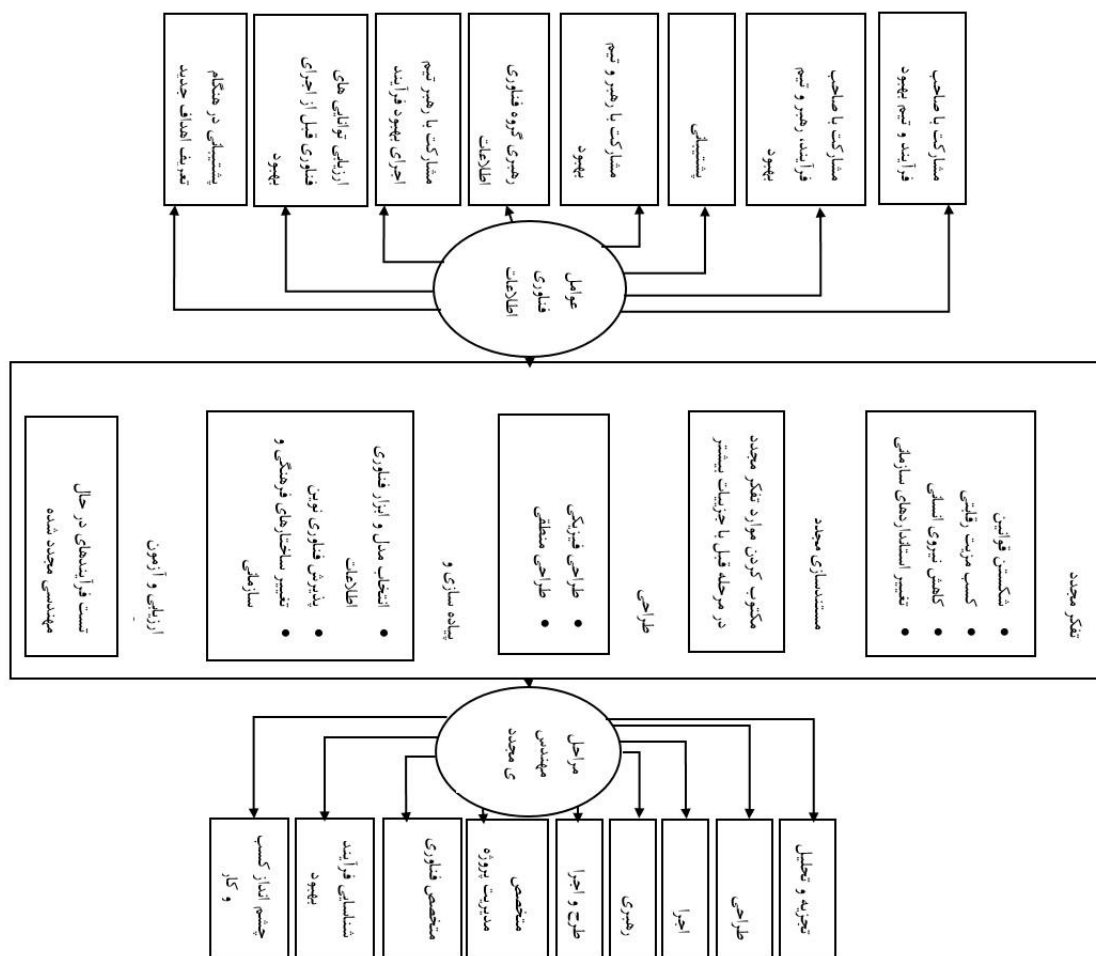 مراحل
مهندس
ی مجدد
تجزیه و تحلیل
طراحی
اجرا
رهبری
طرح و اجرا
متخصص
مدیریت پروژه
متخصص فناوری
شناسایی فرآیند
بهبود
چشم انداز کسب
و کار
تفکر مجدد
• شکستن قوانین
• کسب مزیت رقابتی
• کاهش نیروی انسانی
• تغییر استانداردهای سازمانی
مستندسازی مجدد
مکتوب کردن موارد تفکر مجدد
در مرحله قبل با جزییات بیشتر
طراحی
• طراحی فیزیکی
• طراحی منطقی
پیاده سازی و
• انتخاب مدل و ابزار فناوری
اطلاعات
• پذیرش فناوری نوین
• تغییر ساختارهای فرهنگی و
سازمانی
ارزیابی و آزمون
تست فرآیندهای در حال
مهندسی مجدد شده
عوامل
فناوری
اطلاعات
مشارکت با صاحب
فرآیند و تیم بهبود
مشارکت با صاحب
فرآیند، رهبر و تیم
بهبود
پشتیبانی
مشارکت با رهبر و تیم
بهبود
رهبری گروه فناوری
اطلاعات
مشارکت با رهبر تیم
اجرای بهبود فرآیند
ارزیابی توانایی های
فناوری قبل از اجرای
بهبود
پشتیبانی در هنگام
تعریف اهداف جدید